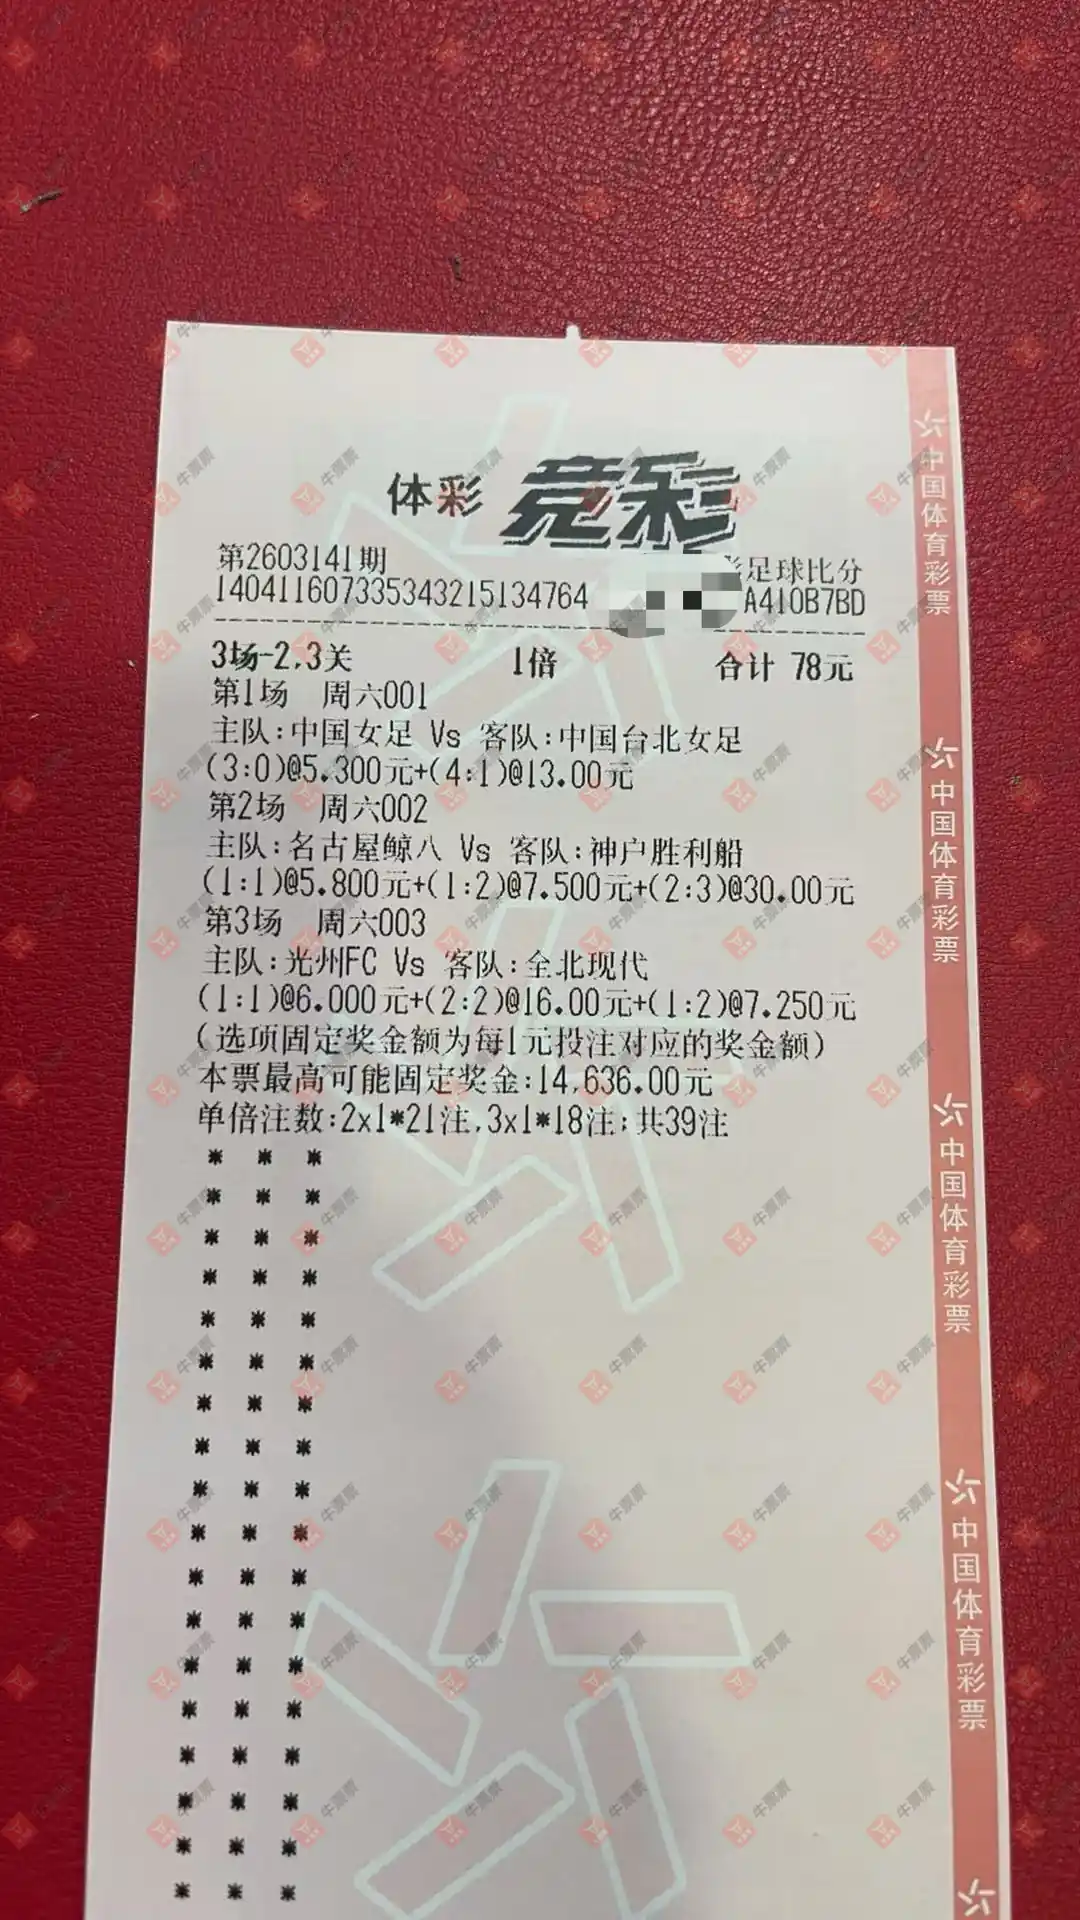 体彩 竞彩
第2603141期 足球比分
140411607335343215134764 A410B7BD
3场-2,3关 1倍 合计 78元
第1场 周六001
主队:中国女足 Vs 客队:中国台北女足
(3:0)@5.300元+(4:1)@13.00元
第2场 周六002
主队:名古屋鲸八 Vs 客队:神户胜利船
(1:1)@5.800元+(1:2)@7.500元+(2:3)@30.00元
第3场 周六003
主队:光州FC Vs 客队:全北现代
(1:1)@6.000元+(2:2)@16.00元+(1:2)@7.250元
(选项固定奖金额为每1元投注对应的奖金额)
本票最高可能固定奖金:14,636.00元
单倍注数:2x1*21注,3x1*18注;共39注
中国体育彩票
中国体育彩票
中国体育彩票
中国体育彩票
牛票票